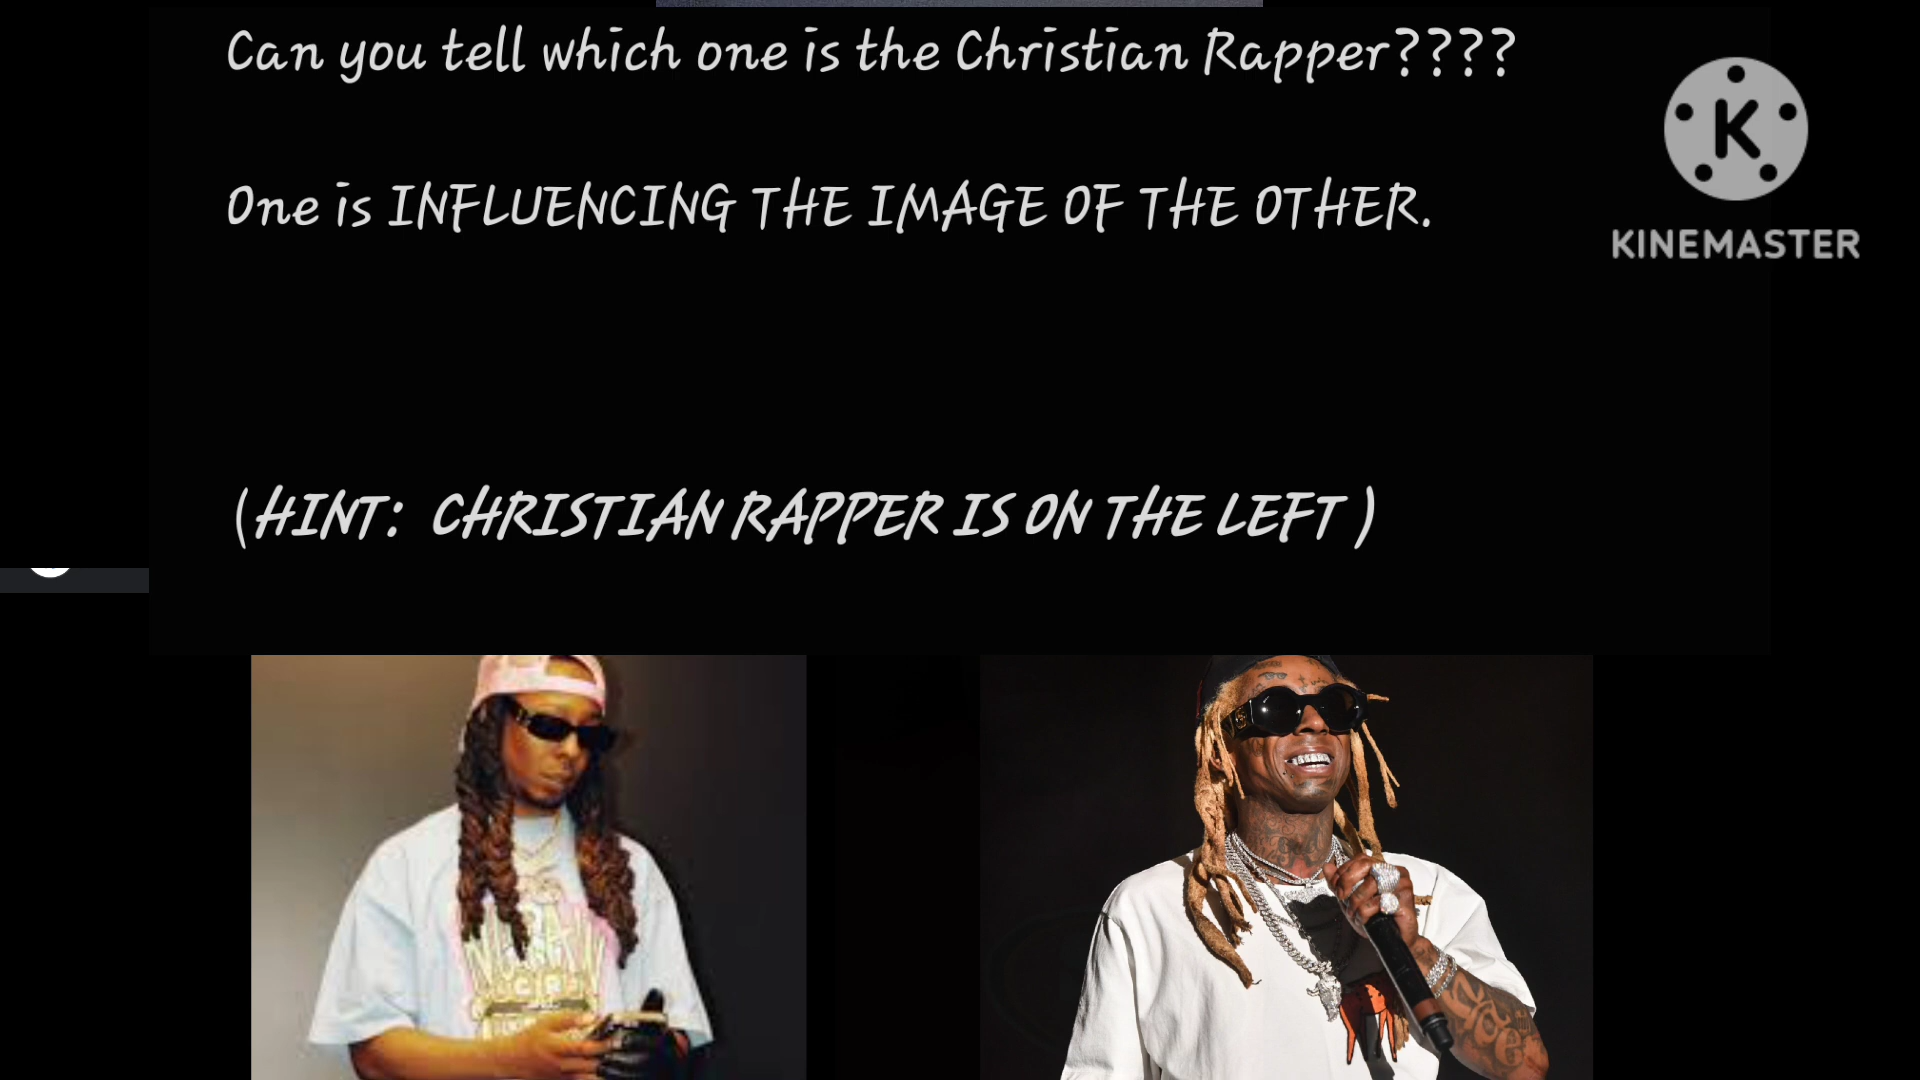 Can you tell which one is the Christian Rapper????
One is INFLUENCING THE IMAGE OF THE OTHER.
K
KINEMASTER
(HINT: CHRISTIAN RAPPER IS ON THE LEFT )